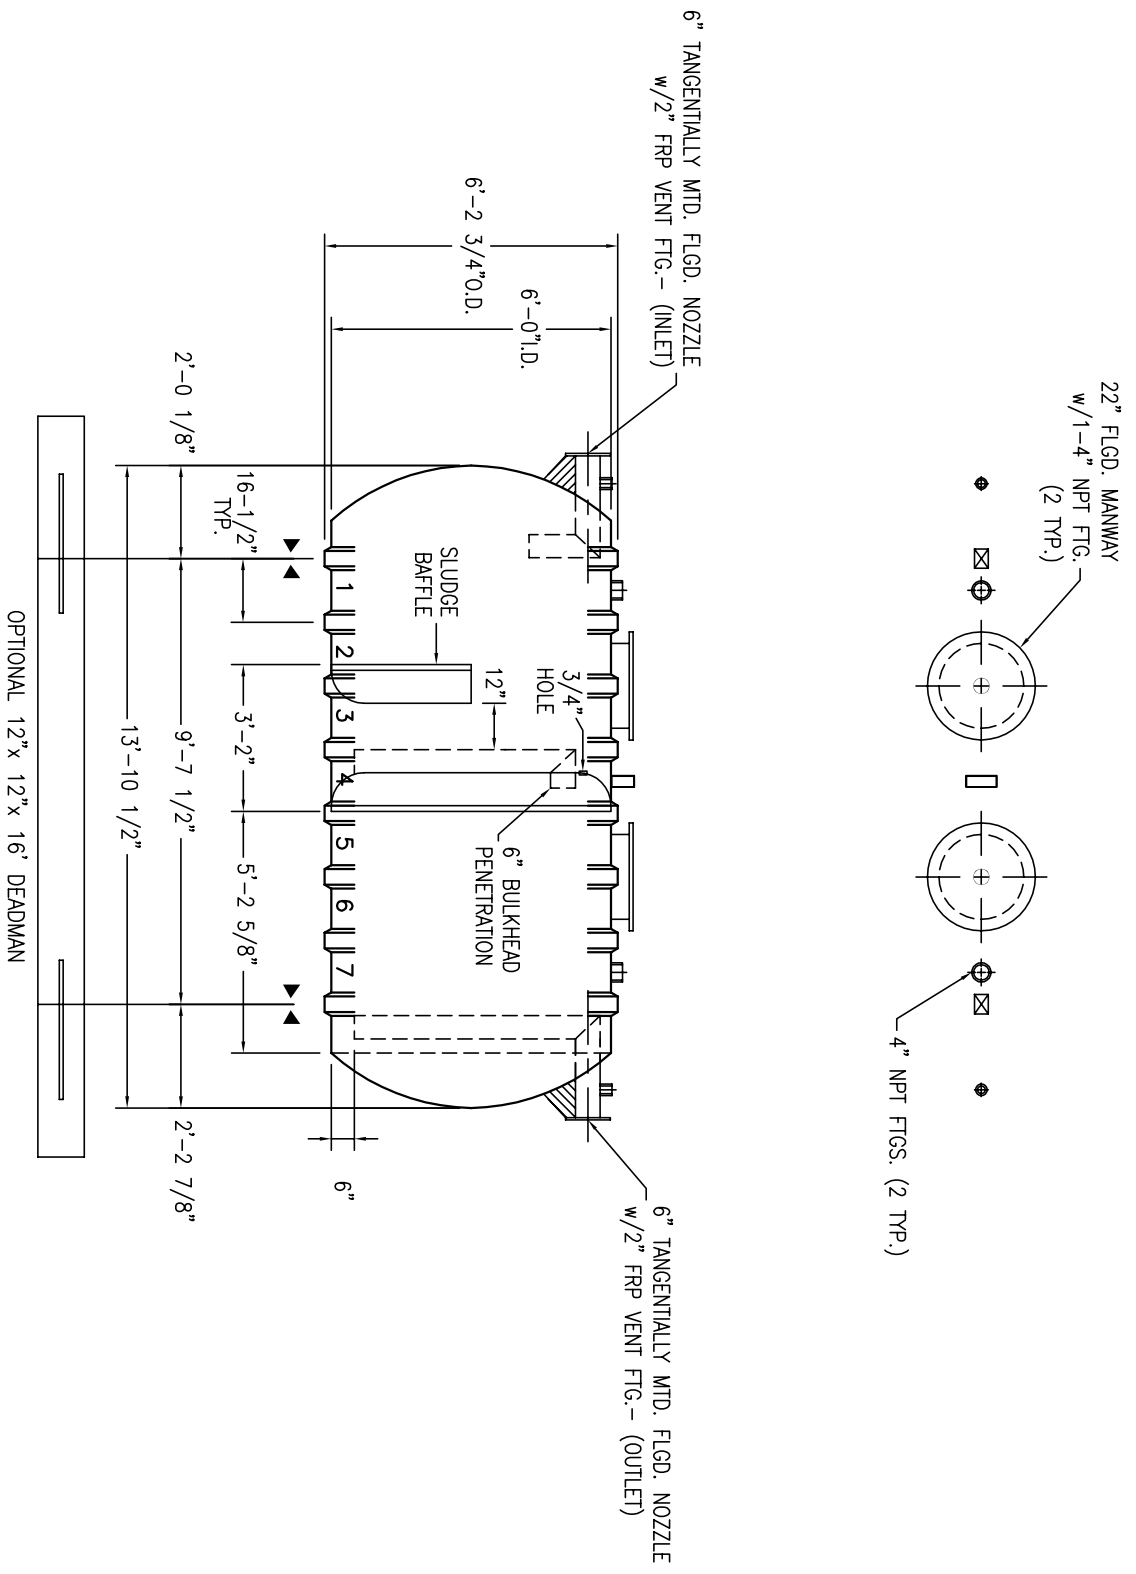 22" FLGD. MANWAY
w/1-4" NPT FTG.
(2 TYP.)
4" NPT FTGS. (2 TYP.)
6" TANGENTIALLY MTD. FLGD. NOZZLE
w/2" FRP VENT FTG.- (INLET)
6" TANGENTIALLY MTD. FLGD. NOZZLE
w/2" FRP VENT FTG.- (OUTLET)
6'-0"I.D.
6'-2 3/4"O.D.
3/4"
HOLE
12"
6" BULKHEAD
PENETRATION
SLUDGE
BAFFLE
1 2 3 4 5 6 7
6"
16-1/2"
TYP.
3'-2"
5'-2 5/8"
2'-0 1/8"
9'-7 1/2"
2'-2 7/8"
13'-10 1/2"
OPTIONAL 12"x 12"x 16' DEADMAN